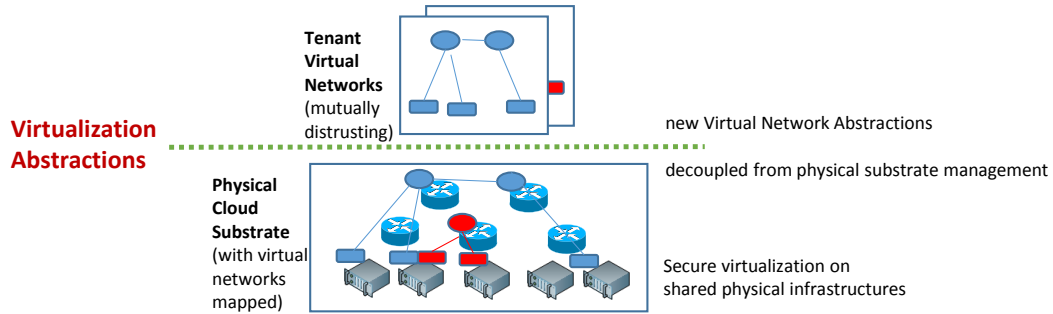 Tenant
Virtual
Networks
(mutually
distrusting)
Virtualization
Abstractions
new Virtual Network Abstractions
decoupled from physical substrate management
Physical
Cloud
Substrate
(with virtual
networks
mapped)
Secure virtualization on
shared physical infrastructures